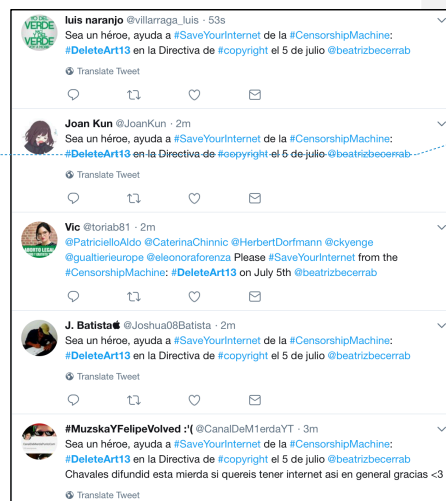 luis naranjo @villarraga_luis · 53s
Sea un héroe, ayuda a #SaveYourInternet de la #CensorshipMachine:
#DeleteArt13 en la Directiva de #copyright el 5 de julio @beatrizbecerrab
Translate Tweet
Joan Kun @JoanKun · 2m
Sea un héroe, ayuda a #SaveYourInternet de la #CensorshipMachine:
#DeleteArt13 en la Directiva de #copyright el 5 de julio @beatrizbecerrab
Vic @toriab81 · 2m
@PatricielloAldo @CaterinaChinnic @HerbertDorfmann @ckyenge
@gualtierieurope @eleonoraforenza Please #SaveYourInternet from the
#CensorshipMachine: #DeleteArt13 on July 5th @beatrizbecerrab
J. Batista @Joshua08Batista · 2m
Sea un héroe, ayuda a #SaveYourInternet de la #CensorshipMachine:
#DeleteArt13 en la Directiva de #copyright el 5 de julio @beatrizbecerrab
Translate Tweet
#MuzskaYFelipeVolved :'( @CanalDeM1erdaYT · 3m
Sea un héroe, ayuda a #SaveYourInternet de la #CensorshipMachine:
#DeleteArt13 en la Directiva de #copyright el 5 de julio @beatrizbecerrab
Chavales difundid esta mierda si quereis tener internet asi en general gracias <3
Translate Tweet